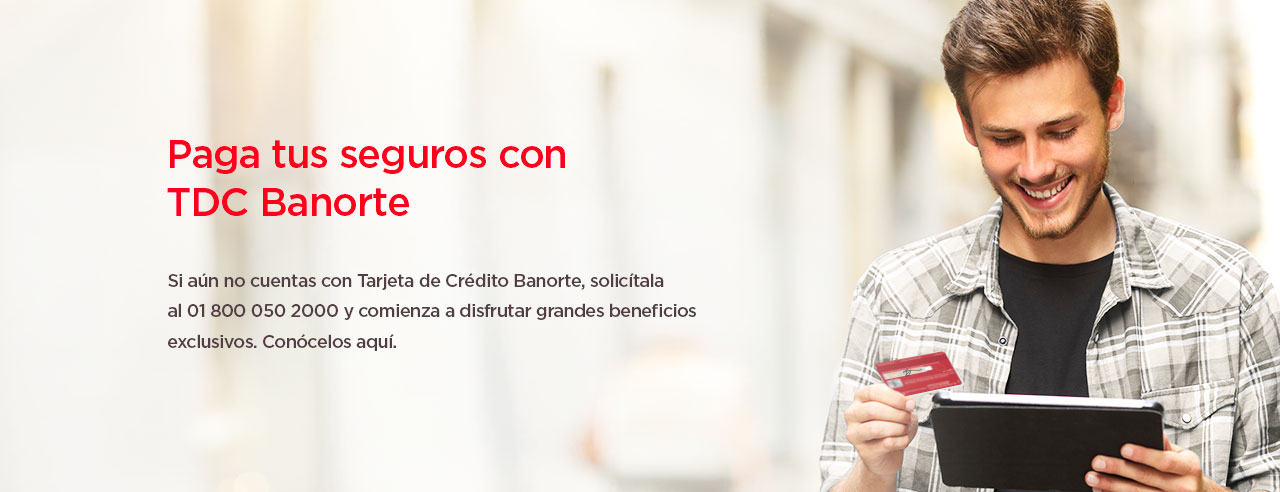 Paga tus seguros con
TDC Banorte
Si aún no cuentas con Tarjeta de Crédito Banorte, solicítala
al 01 800 050 2000 y comienza a disfrutar grandes beneficios
exclusivos. Conócelos aquí.